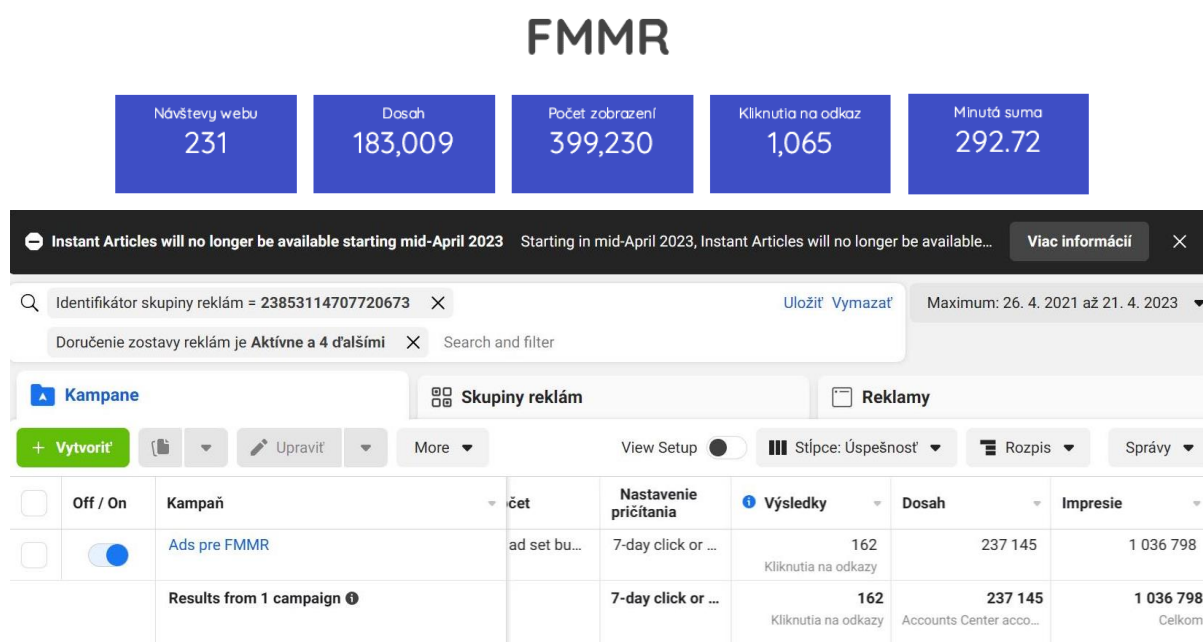 FMMR
Návštevy webu
231
Dosah
183,009
Počet zobrazení
399,230
Kliknutia na odkaz
1,065
Minutá suma
292.72
Instant Articles will no longer be available starting mid-April 2023 Starting in mid-April 2023, Instant Articles will no longer be available... Viac informácií
Identifikátor skupiny reklám = 23853114707720673 Uložiť Vymazať Maximum: 26. 4. 2021 až 21. 4. 2023
Doručenie zostavy reklám je Aktívne a 4 ďalšími Search and filter
Kampane Skupiny reklám Reklamy
+ Vytvoriť Upraviť More View Setup Stĺpce: Úspešnosť Rozpis Správy
Off / On Kampaň čet Nastavenie pričítania Výsledky Dosah Impresie
Ads pre FMMR ad set bu... 7-day click or ... 162 237 145 1 036 798
Kliknutia na odkazy
Results from 1 campaign 7-day click or ... 162 237 145 1 036 798
Kliknutia na odkazy Accounts Center acco... Celkom